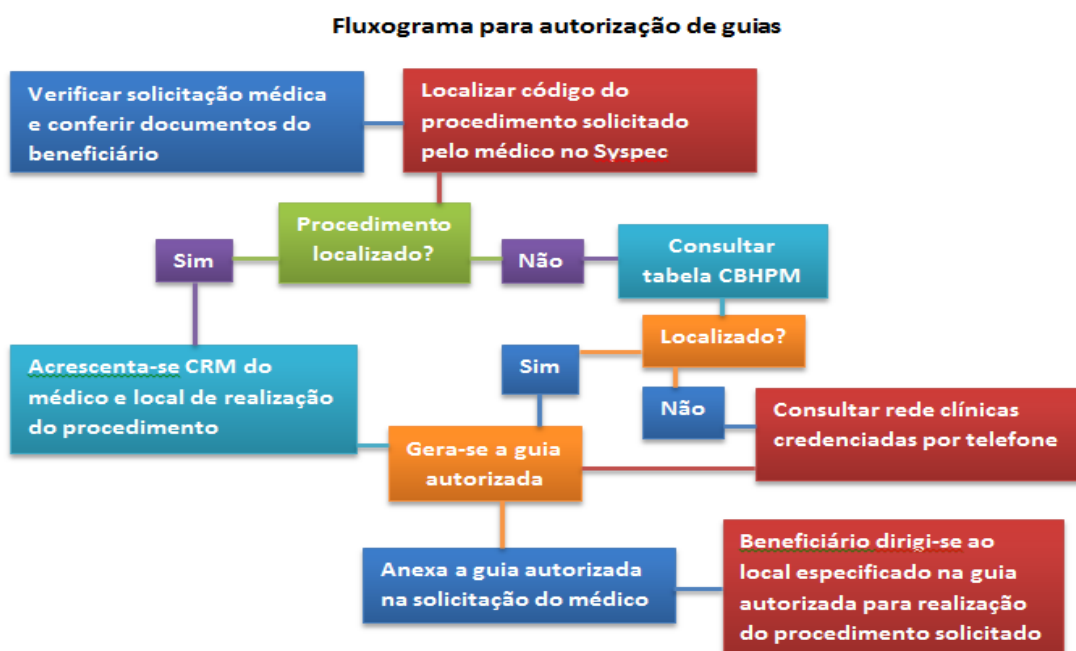 Fluxograma para autorização de guias
Verificar solicitação médica
e conferir documentos do
beneficiário
Localizar código do
procedimento solicitado
pelo médico no Syspec
Procedimento
localizado?
Sim
Não
Consultar
tabela CBHPM
Localizado?
Sim
Não
Acrescenta-se CRM do
médico e local de realização
do procedimento
Consultar rede clínicas
credenciadas por telefone
Gera-se a guia
autorizada
Anexa a guia autorizada
na solicitação do médico
Beneficiário dirigi-se ao
local especificado na guia
autorizada para realização
do procedimento solicitado